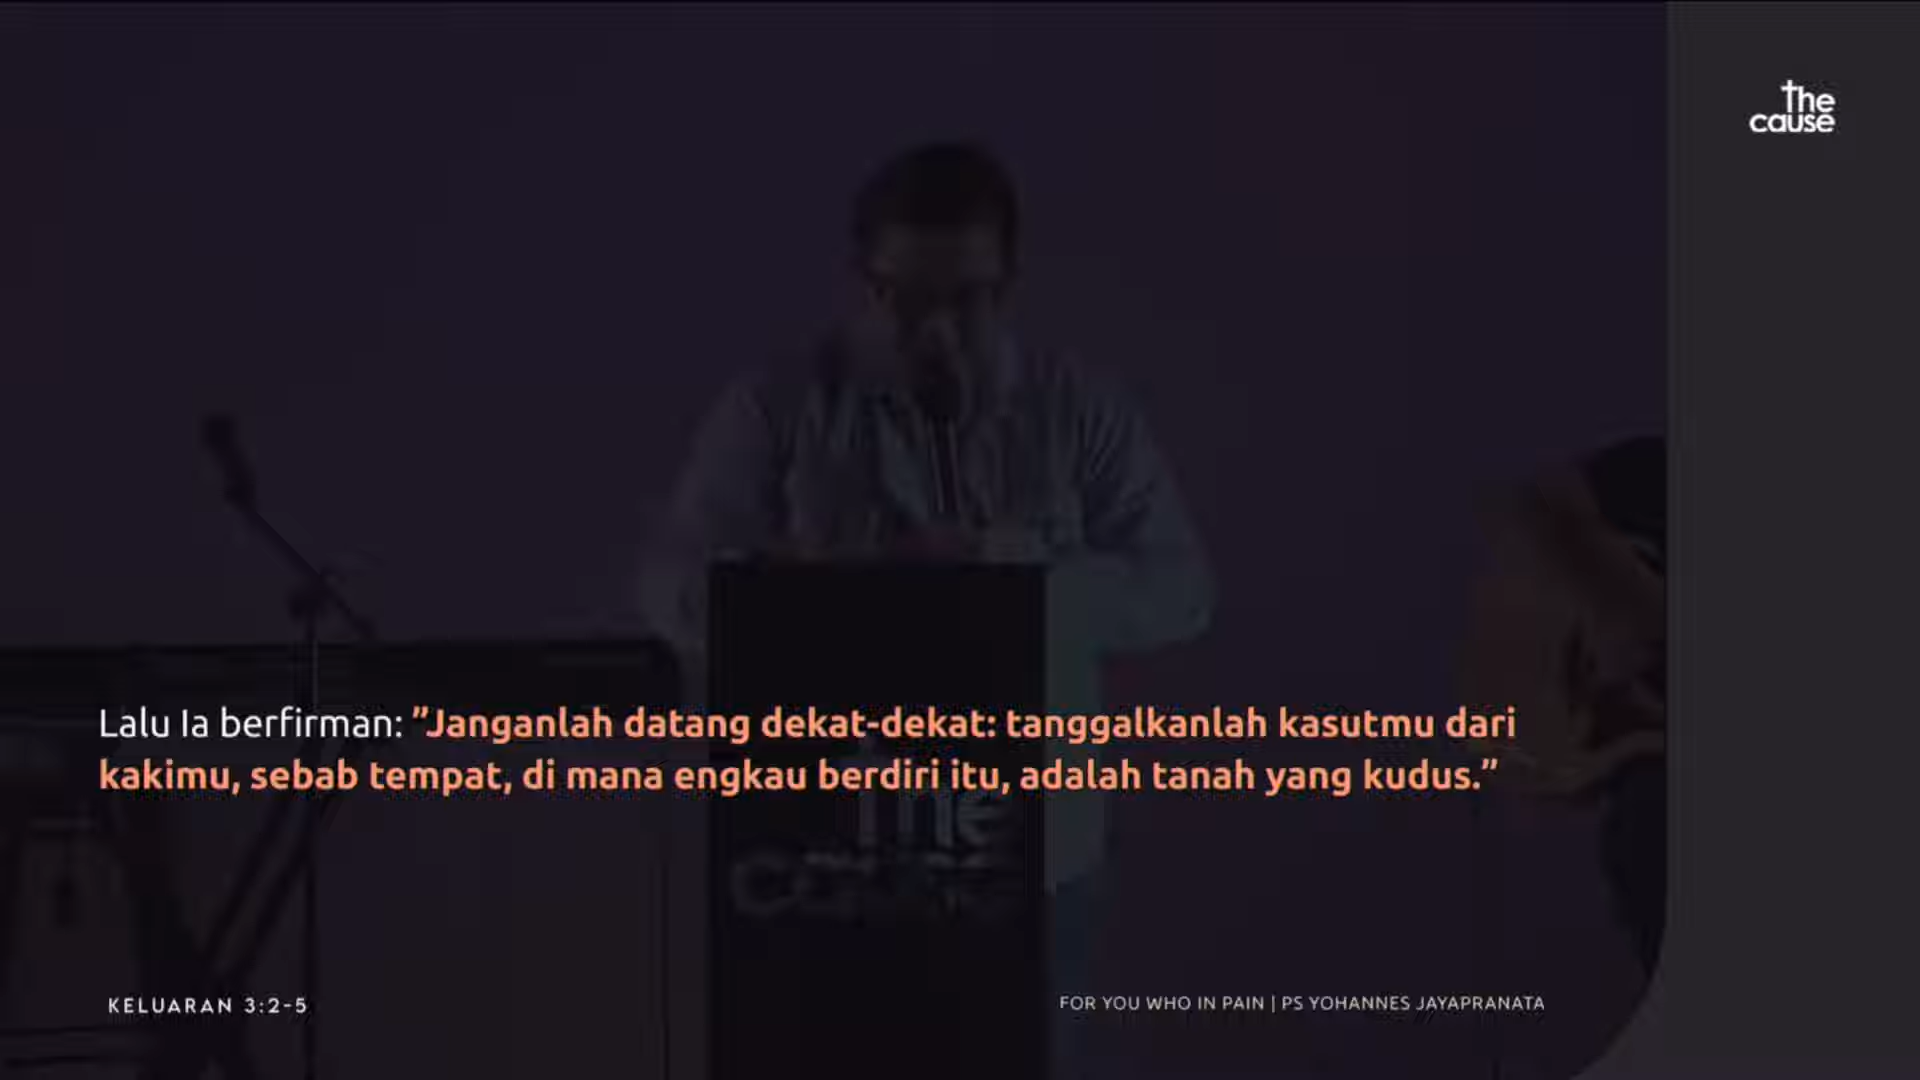 the
cause
Lalu Ia berfirman: ”Janganlah datang dekat-dekat: tanggalkanlah kasutmu dari
kakimu, sebab tempat, di mana engkau berdiri itu, adalah tanah yang kudus.”
the
KELUARAN 3:2-5
FOR YOU WHO IN PAIN | PS YOHANNES JAYAPRANATA